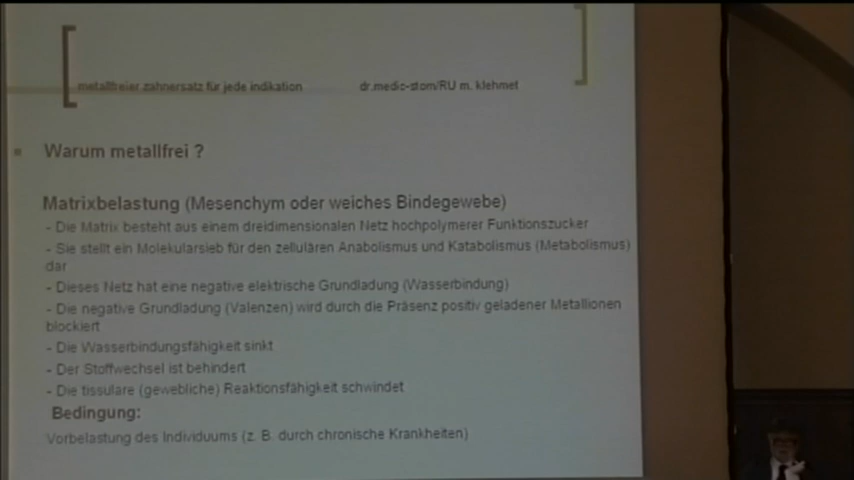 metallfreier zahnersatz für jede indikation dr.medic-stom/RU m. klehmet
Warum metallfrei ?
Matrixbelastung (Mesenchym oder weiches Bindegewebe)
- Die Matrix besteht aus einem dreidimensionalen Netz hochpolymerer Funktionszucker
- Sie stellt ein Molekularsieb für den zellulären Anabolismus und Katabolismus (Metabolismus)
dar
- Dieses Netz hat eine negative elektrische Grundladung (Wasserbindung)
- Die negative Grundladung (Valenzen) wird durch die Präsenz positiv geladener Metallionen
blockiert
- Die Wasserbindungsfähigkeit sinkt
- Der Stoffwechsel ist behindert
- Die tissuläre (gewebliche) Reaktionsfähigkeit schwindet
Bedingung:
Vorbelastung des Individuums (z. B. durch chronische Krankheiten)